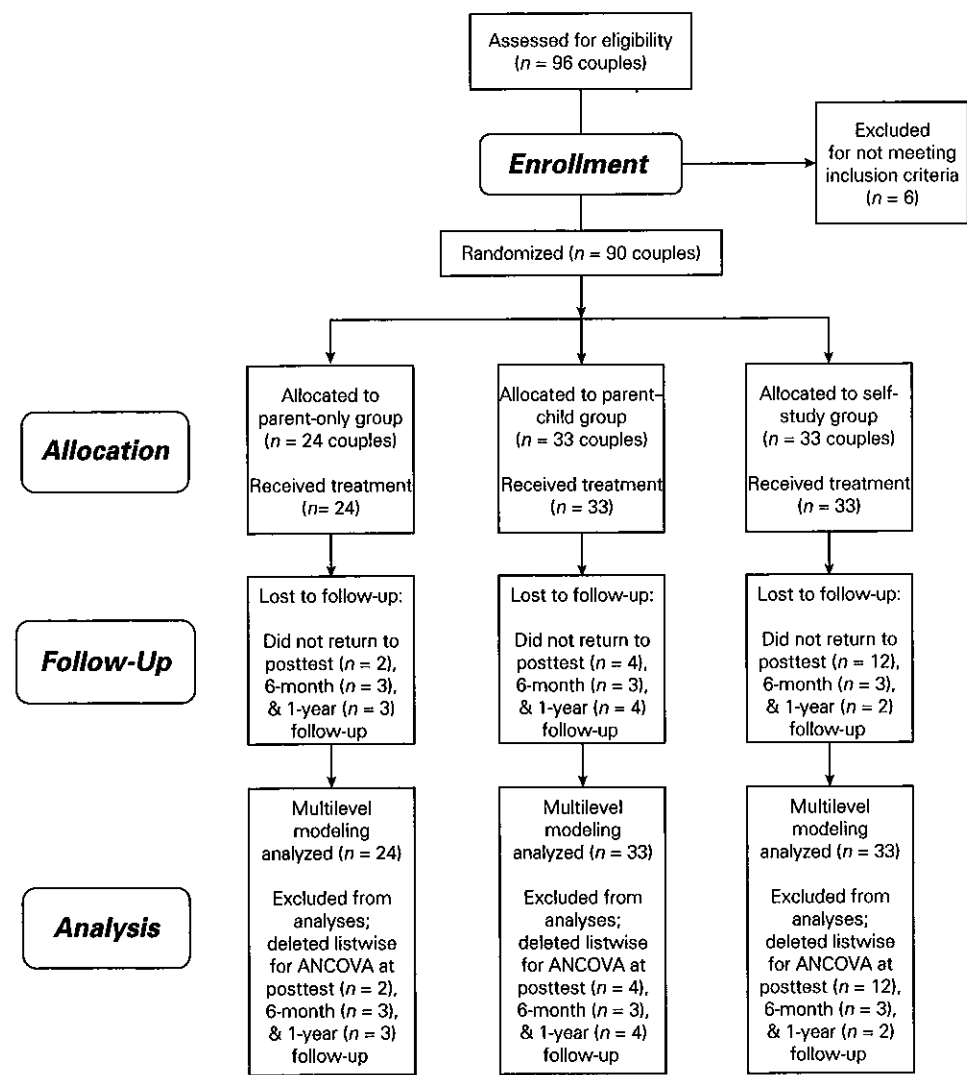 Assessed for eligibility
(n = 96 couples)
Enrollment
Excluded
for not meeting
inclusion criteria
(n = 6)
Randomized (n = 90 couples)
Allocation
Allocated to
parent-only group
(n = 24 couples)
Received treatment
(n= 24)
Allocated to parent–
child group
(n = 33 couples)
Received treatment
(n = 33)
Allocated to self-
study group
(n = 33 couples)
Received treatment
(n = 33)
Follow-Up
Lost to follow-up:
Did not return to
posttest (n = 2),
6-month (n = 3),
& 1-year (n = 3)
follow-up
Lost to follow-up:
Did not return to
posttest (n = 4),
6-month (n = 3),
& 1-year (n = 4)
follow-up
Lost to follow-up:
Did not return to
posttest (n = 12),
6-month (n = 3),
& 1-year (n = 2)
follow-up
Analysis
Multilevel
modeling
analyzed (n = 24)
Excluded from
analyses;
deleted listwise
for ANCOVA at
posttest (n = 2),
6-month (n = 3),
& 1-year (n = 3)
follow-up
Multilevel
modeling
analyzed (n = 33)
Excluded from
analyses;
deleted listwise
for ANCOVA at
posttest (n = 4),
6-month (n = 3),
& 1-year (n = 4)
follow-up
Multilevel
modeling
analyzed (n = 33)
Excluded from
analyses;
deleted listwise
for ANCOVA at
posttest (n = 12),
6-month (n = 3),
& 1-year (n = 2)
follow-up